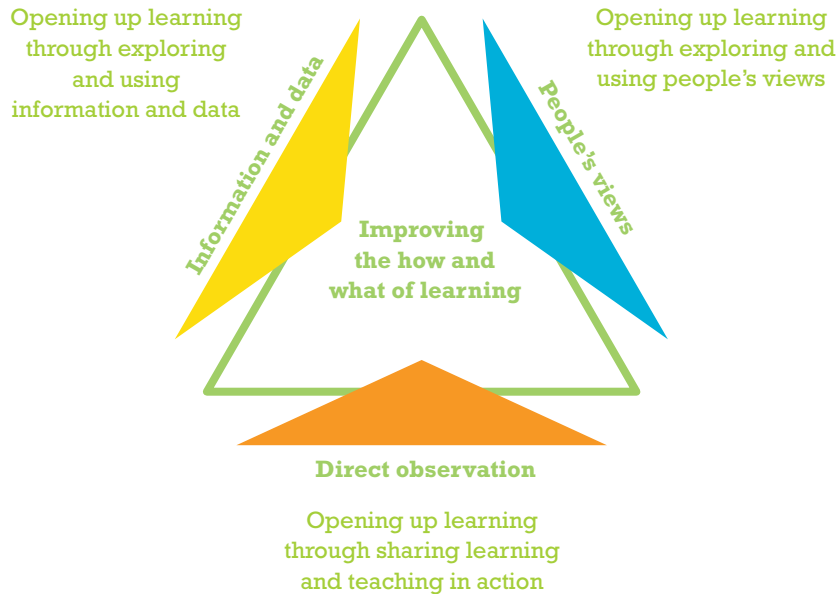 Opening up learning
through exploring
and using
information and data
Information and data
Opening up learning
through exploring and
using people’s views
People’s views
Improving
the how and
what of learning
Direct observation
Opening up learning
through sharing learning
and teaching in action